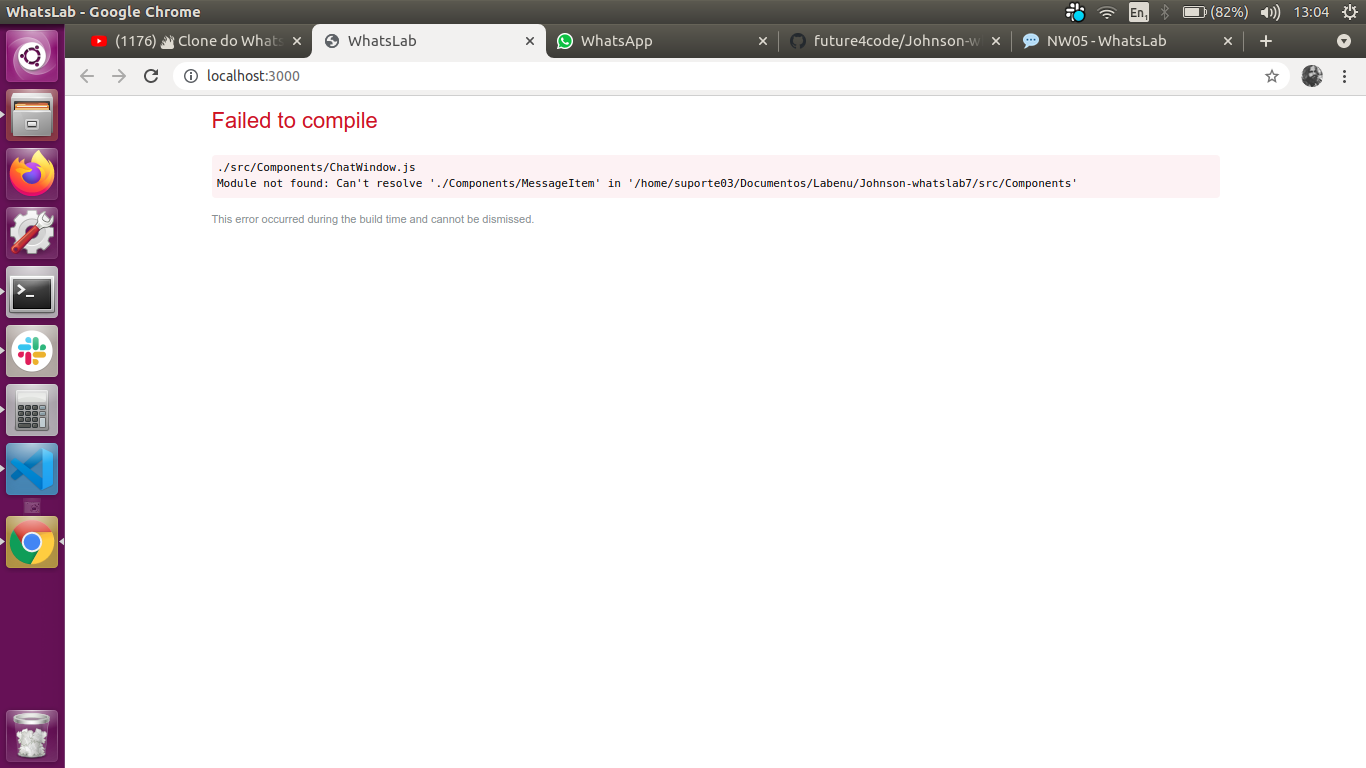 WhatsLab - Google Chrome
En1
(82%)
13:04
(1176)
Clone do Whats
WhatsLab
WhatsApp
future4code/Johnson-w
NW05 - WhatsLab
localhost:3000
Failed to compile
./src/Components/ChatWindow.js
Module not found: Can't resolve './Components/MessageItem' in '/home/suporte03/Documentos/Labenu/Johnson-whatslab7/src/Components'
This error occurred during the build time and cannot be dismissed.